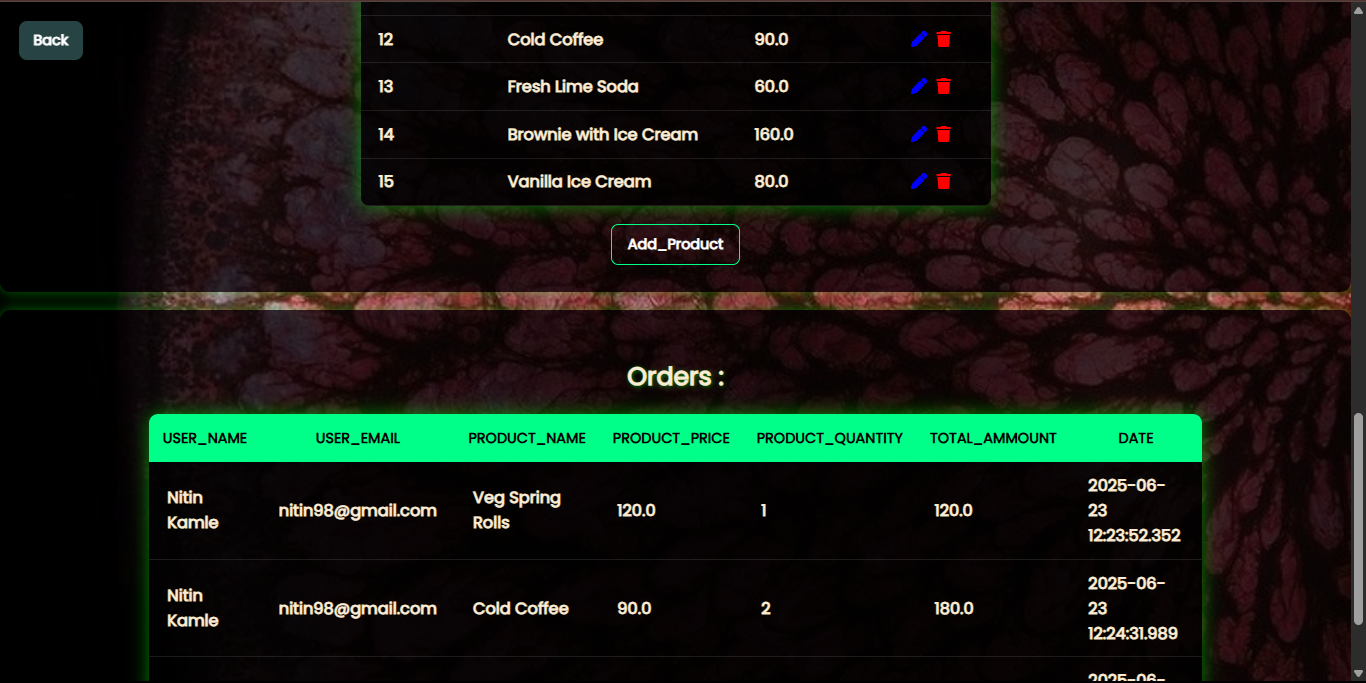 Back
12 Cold Coffee 90.0
13 Fresh Lime Soda 60.0
14 Brownie with Ice Cream 160.0
15 Vanilla Ice Cream 80.0
Add_Product
Orders :
USER_NAME USER_EMAIL PRODUCT_NAME PRODUCT_PRICE PRODUCT_QUANTITY TOTAL_AMMOUNT DATE
Nitin
Kamle
nitin98@gmail.com
Veg Spring
Rolls
120.0
1
120.0
2025-06-
23
12:23:52.352
Nitin
Kamle
nitin98@gmail.com
Cold Coffee
90.0
2
180.0
2025-06-
23
12:24:31.989
2025-06-